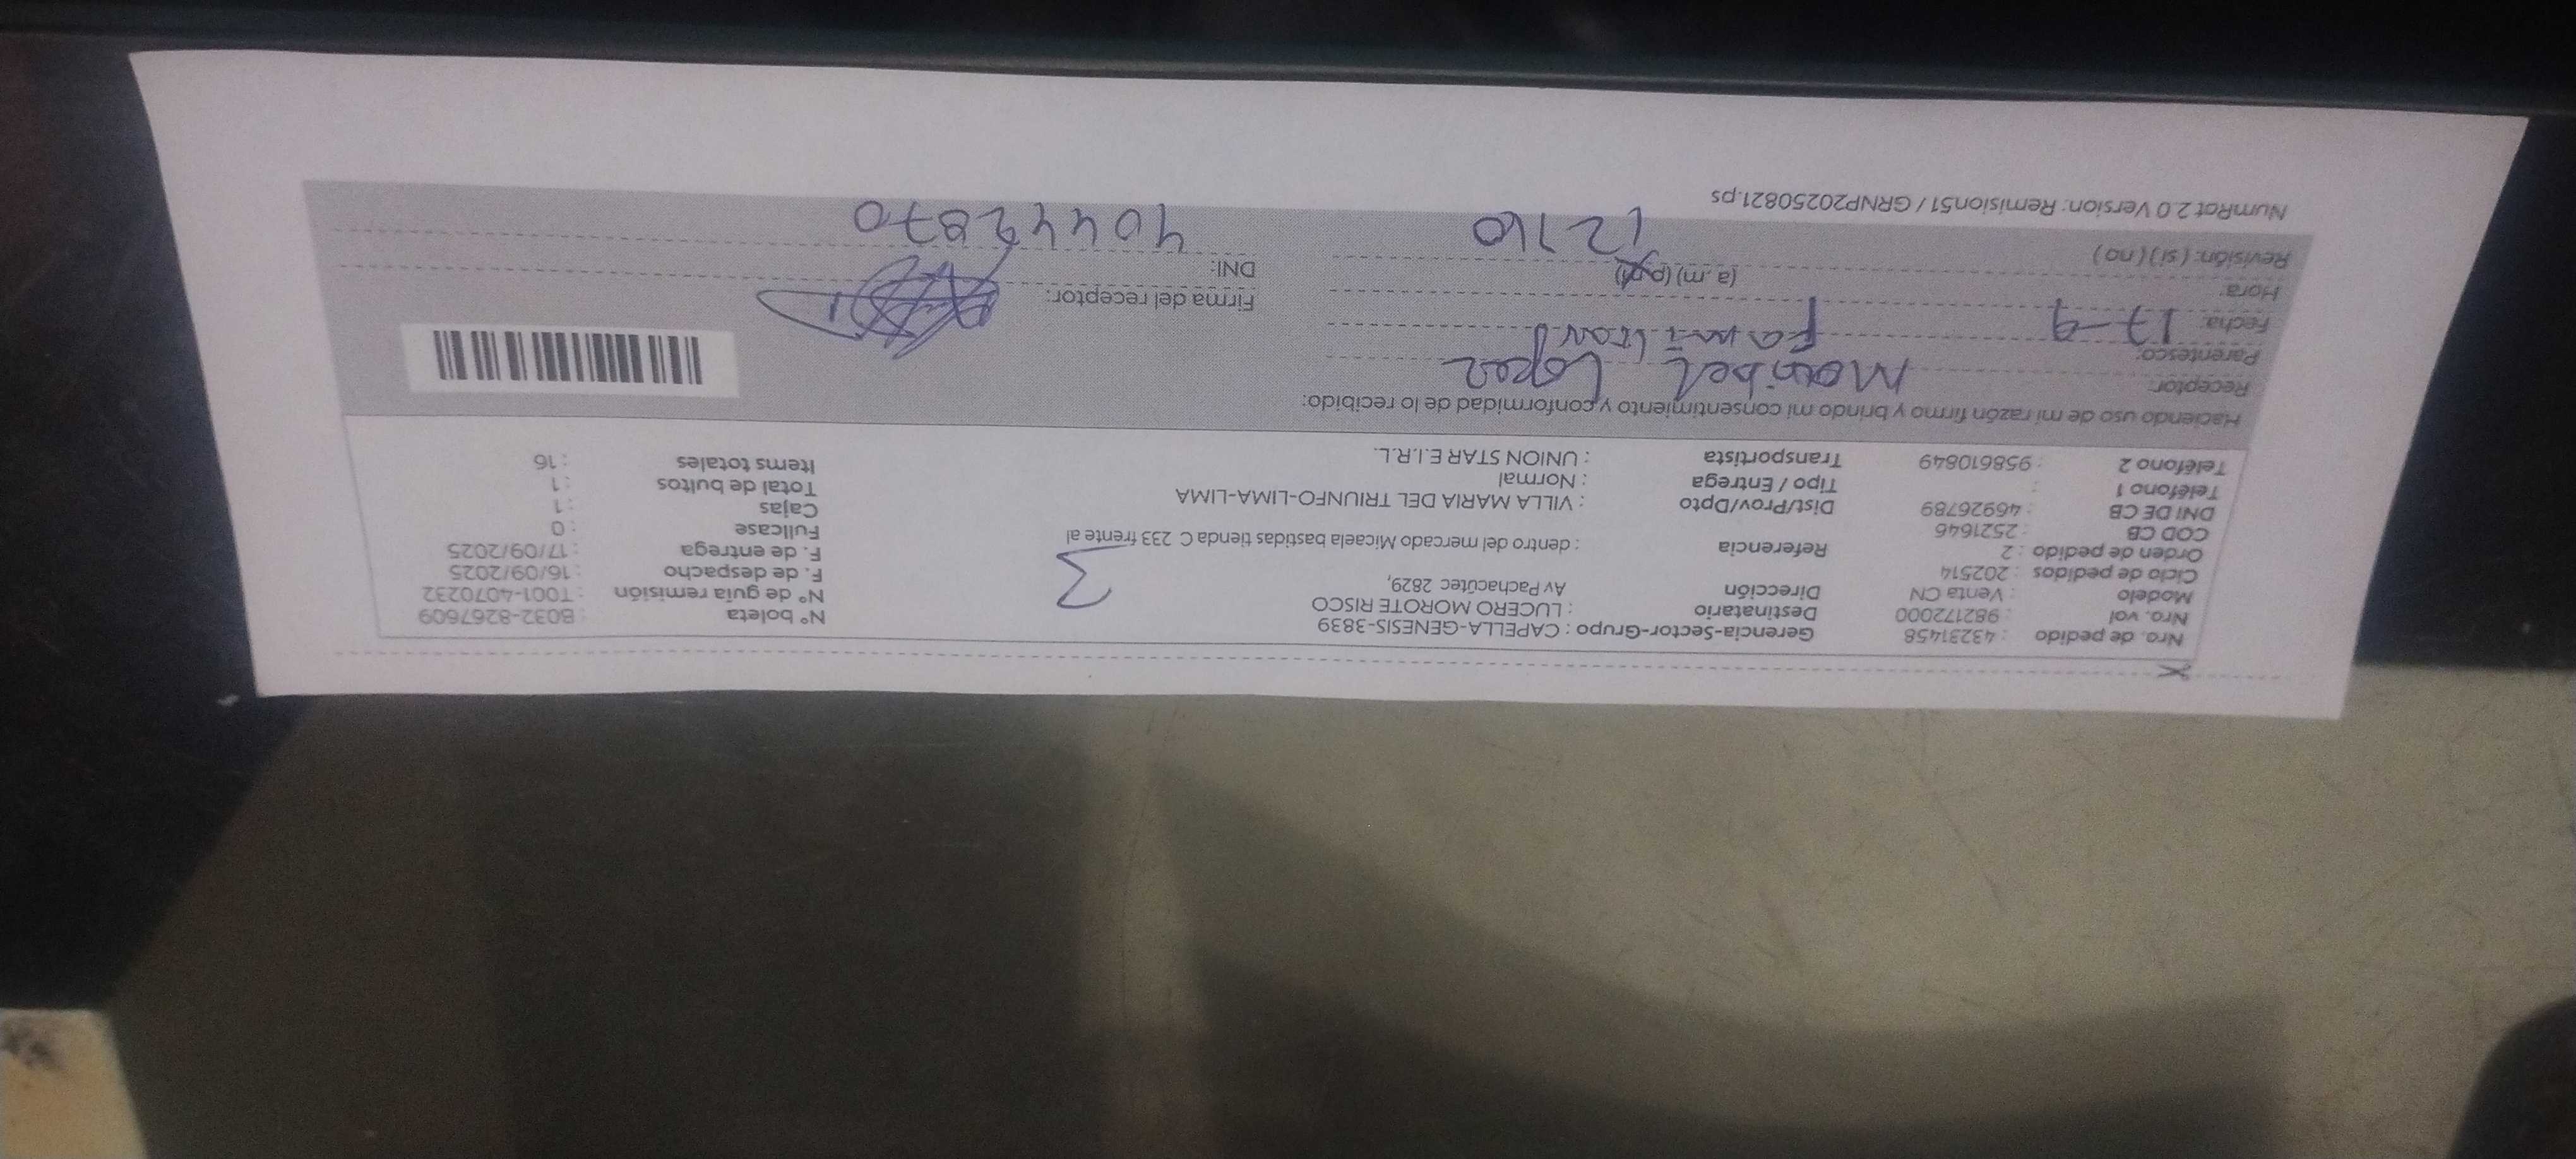 Nro. de pedido : 43231458
Nro. vol : 982172000
Modelo : Venta CN
Ciclo de pedidos : 202514
Orden de pedido : 2
COD CB : 2521646
DNI DE CB : 46926789
Teléfono 1 :
Teléfono 2 : 958610849
Gerencia-Sector-Grupo : CAPELLA-GENESIS-3839
Destinatario : LUCERO MOROTE RISCO
Dirección Av Pachacútec 2829,
3
Referencia : dentro del mercado Micaela bastidas tienda C 233 frente al
Dist/Prov/Dpto : VILLA MARIA DEL TRIUNFO-LIMA-LIMA
Tipo / Entrega : Normal
Transportista : UNION STAR E.I.R.L.
N° boleta : B032-8267609
N° de guía remisión : T001-4070232
F. de despacho : 16/09/2025
F. de entrega : 17/09/2025
Fullcase : 0
Cajas : 1
Total de bultos : 1
Items totales : 16
Haciendo uso de mi razón firmo y brindo mi consentimiento y conformidad de lo recibido:
Receptor: Maribel Lopez
Parentesco: familiar
Fecha: 17-9
Hora: (a .m) (p.m)
Revisión: ( si ) ( no )
12:10
Firma del receptor:
DNI:
40442870
NumRot 2.0 Version: Remision51 / GRNP20250821.ps